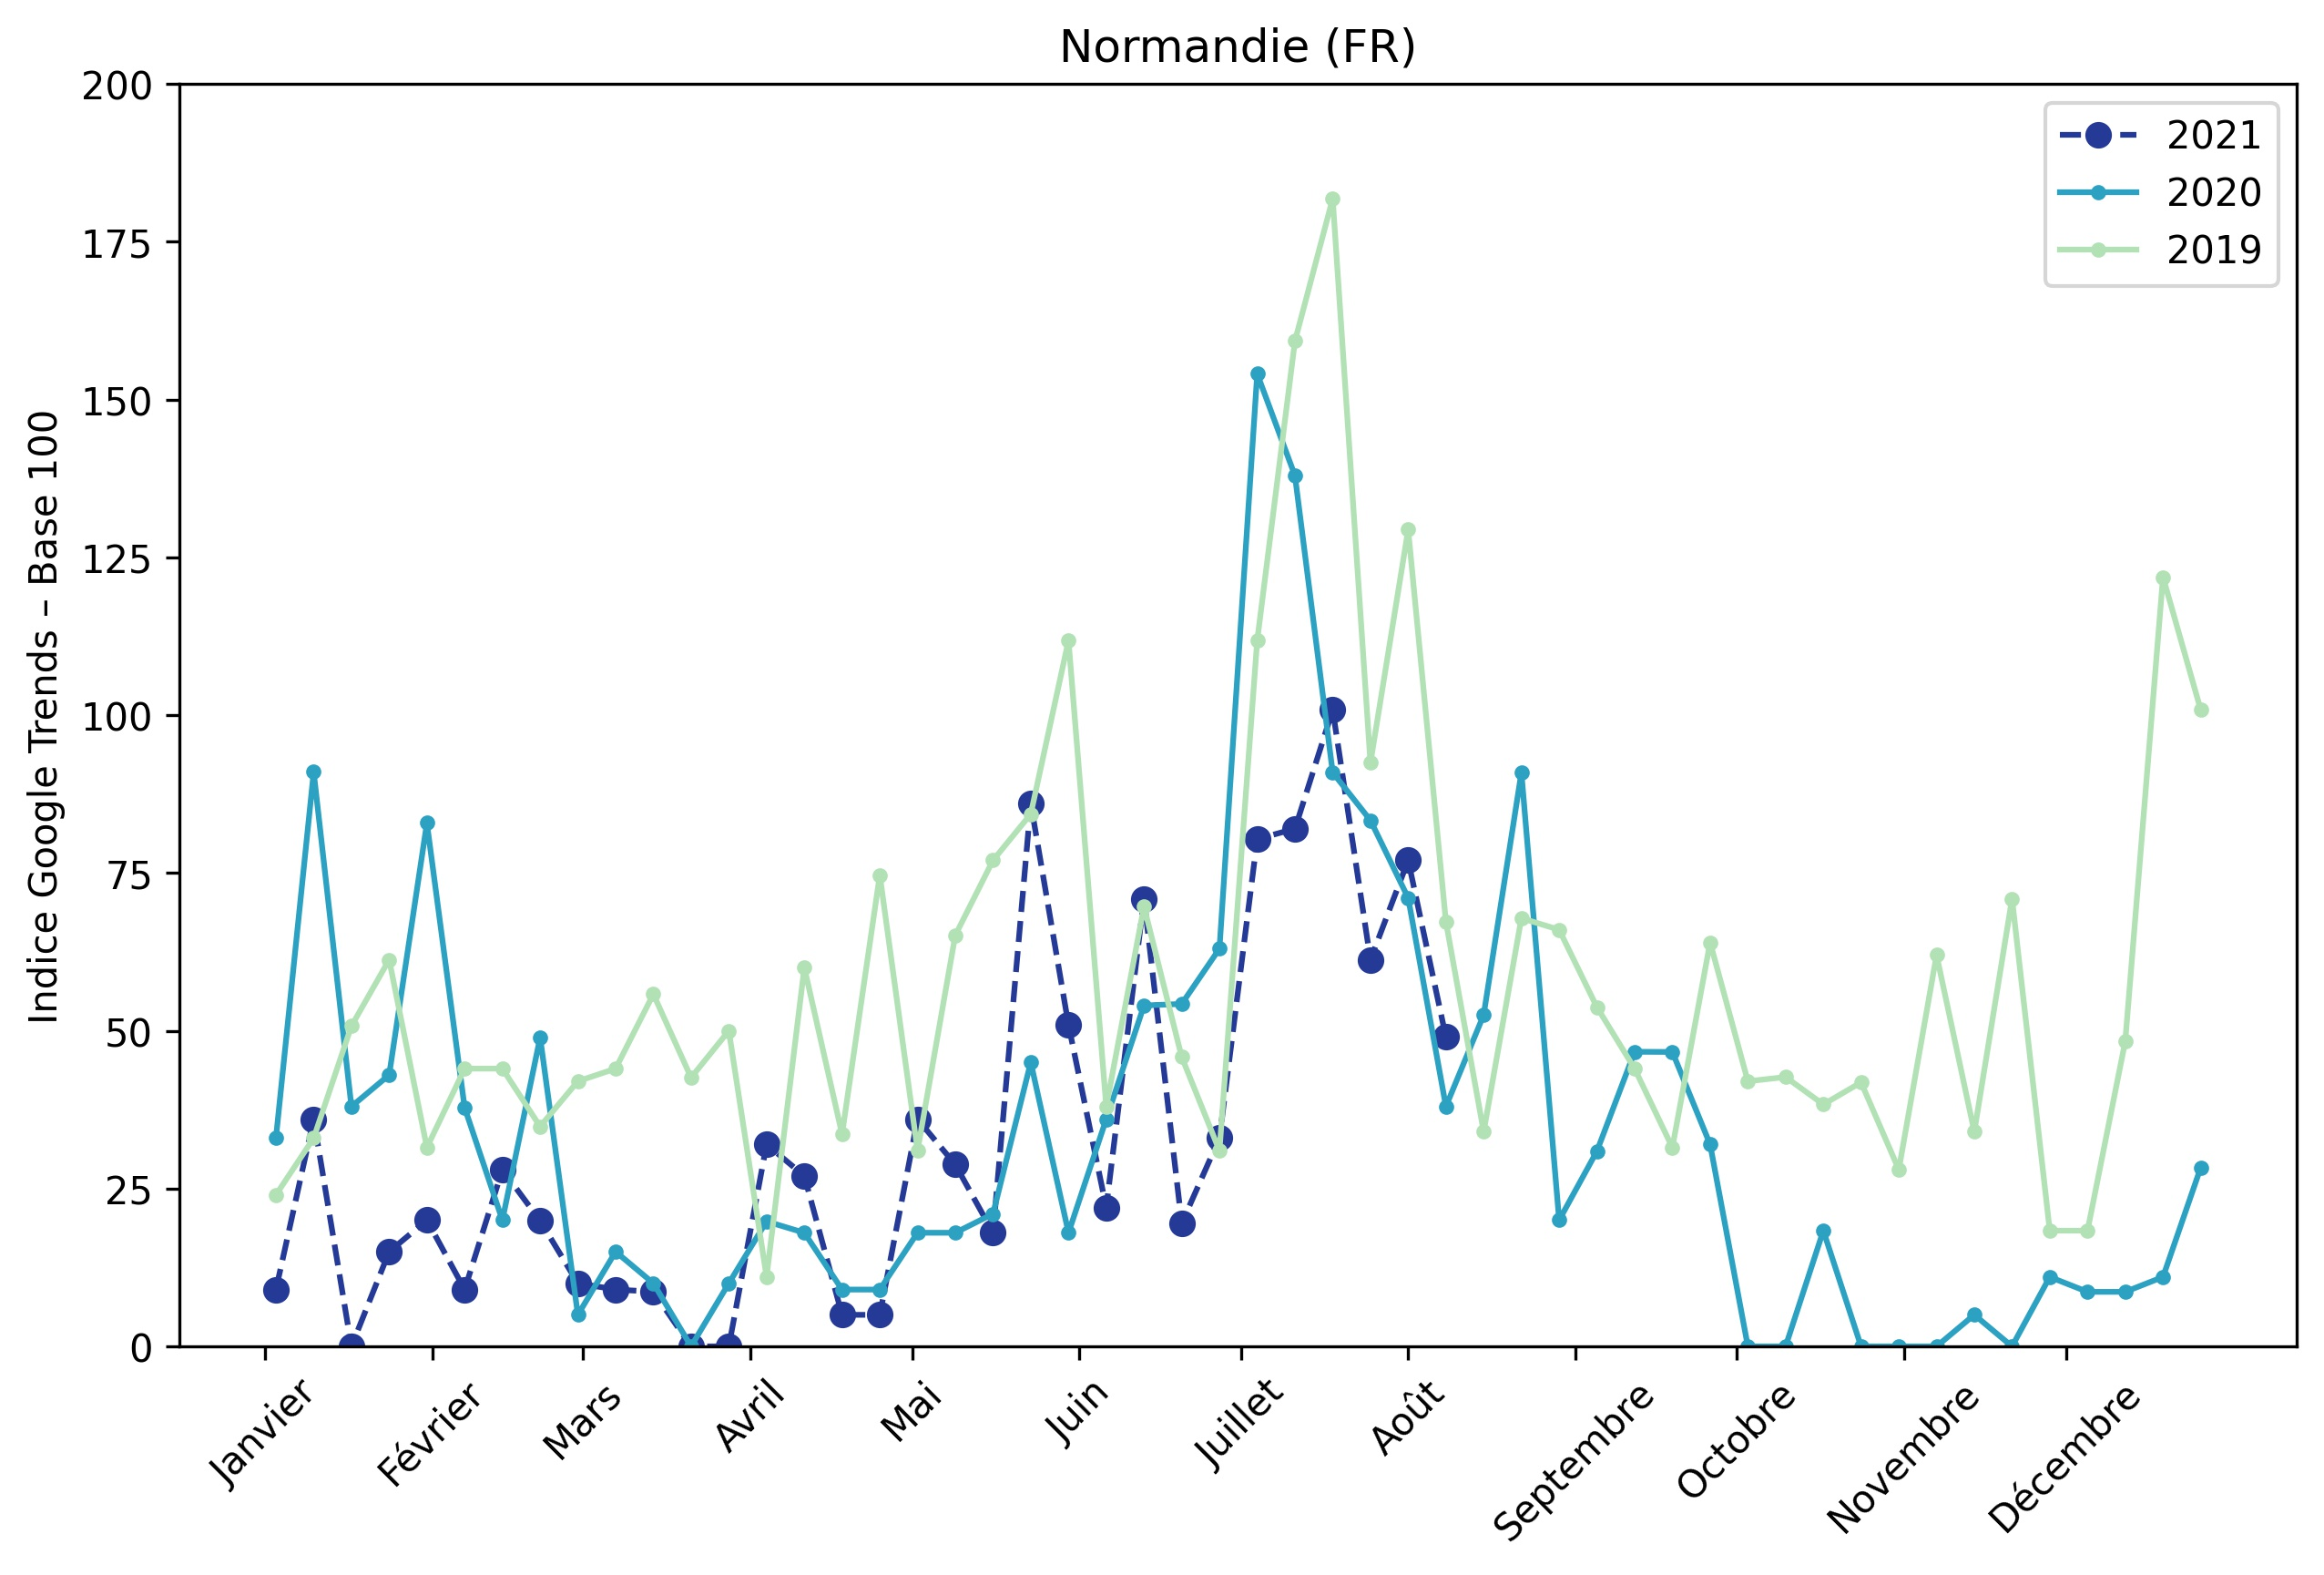 Normandie (FR)
Indice Google Trends – Base 100
200
175
150
125
100
75
50
25
0
2021
2020
2019
Janvier
Février
Mars
Avril
Mai
Juin
Juillet
Août
Septembre
Octobre
Novembre
Décembre